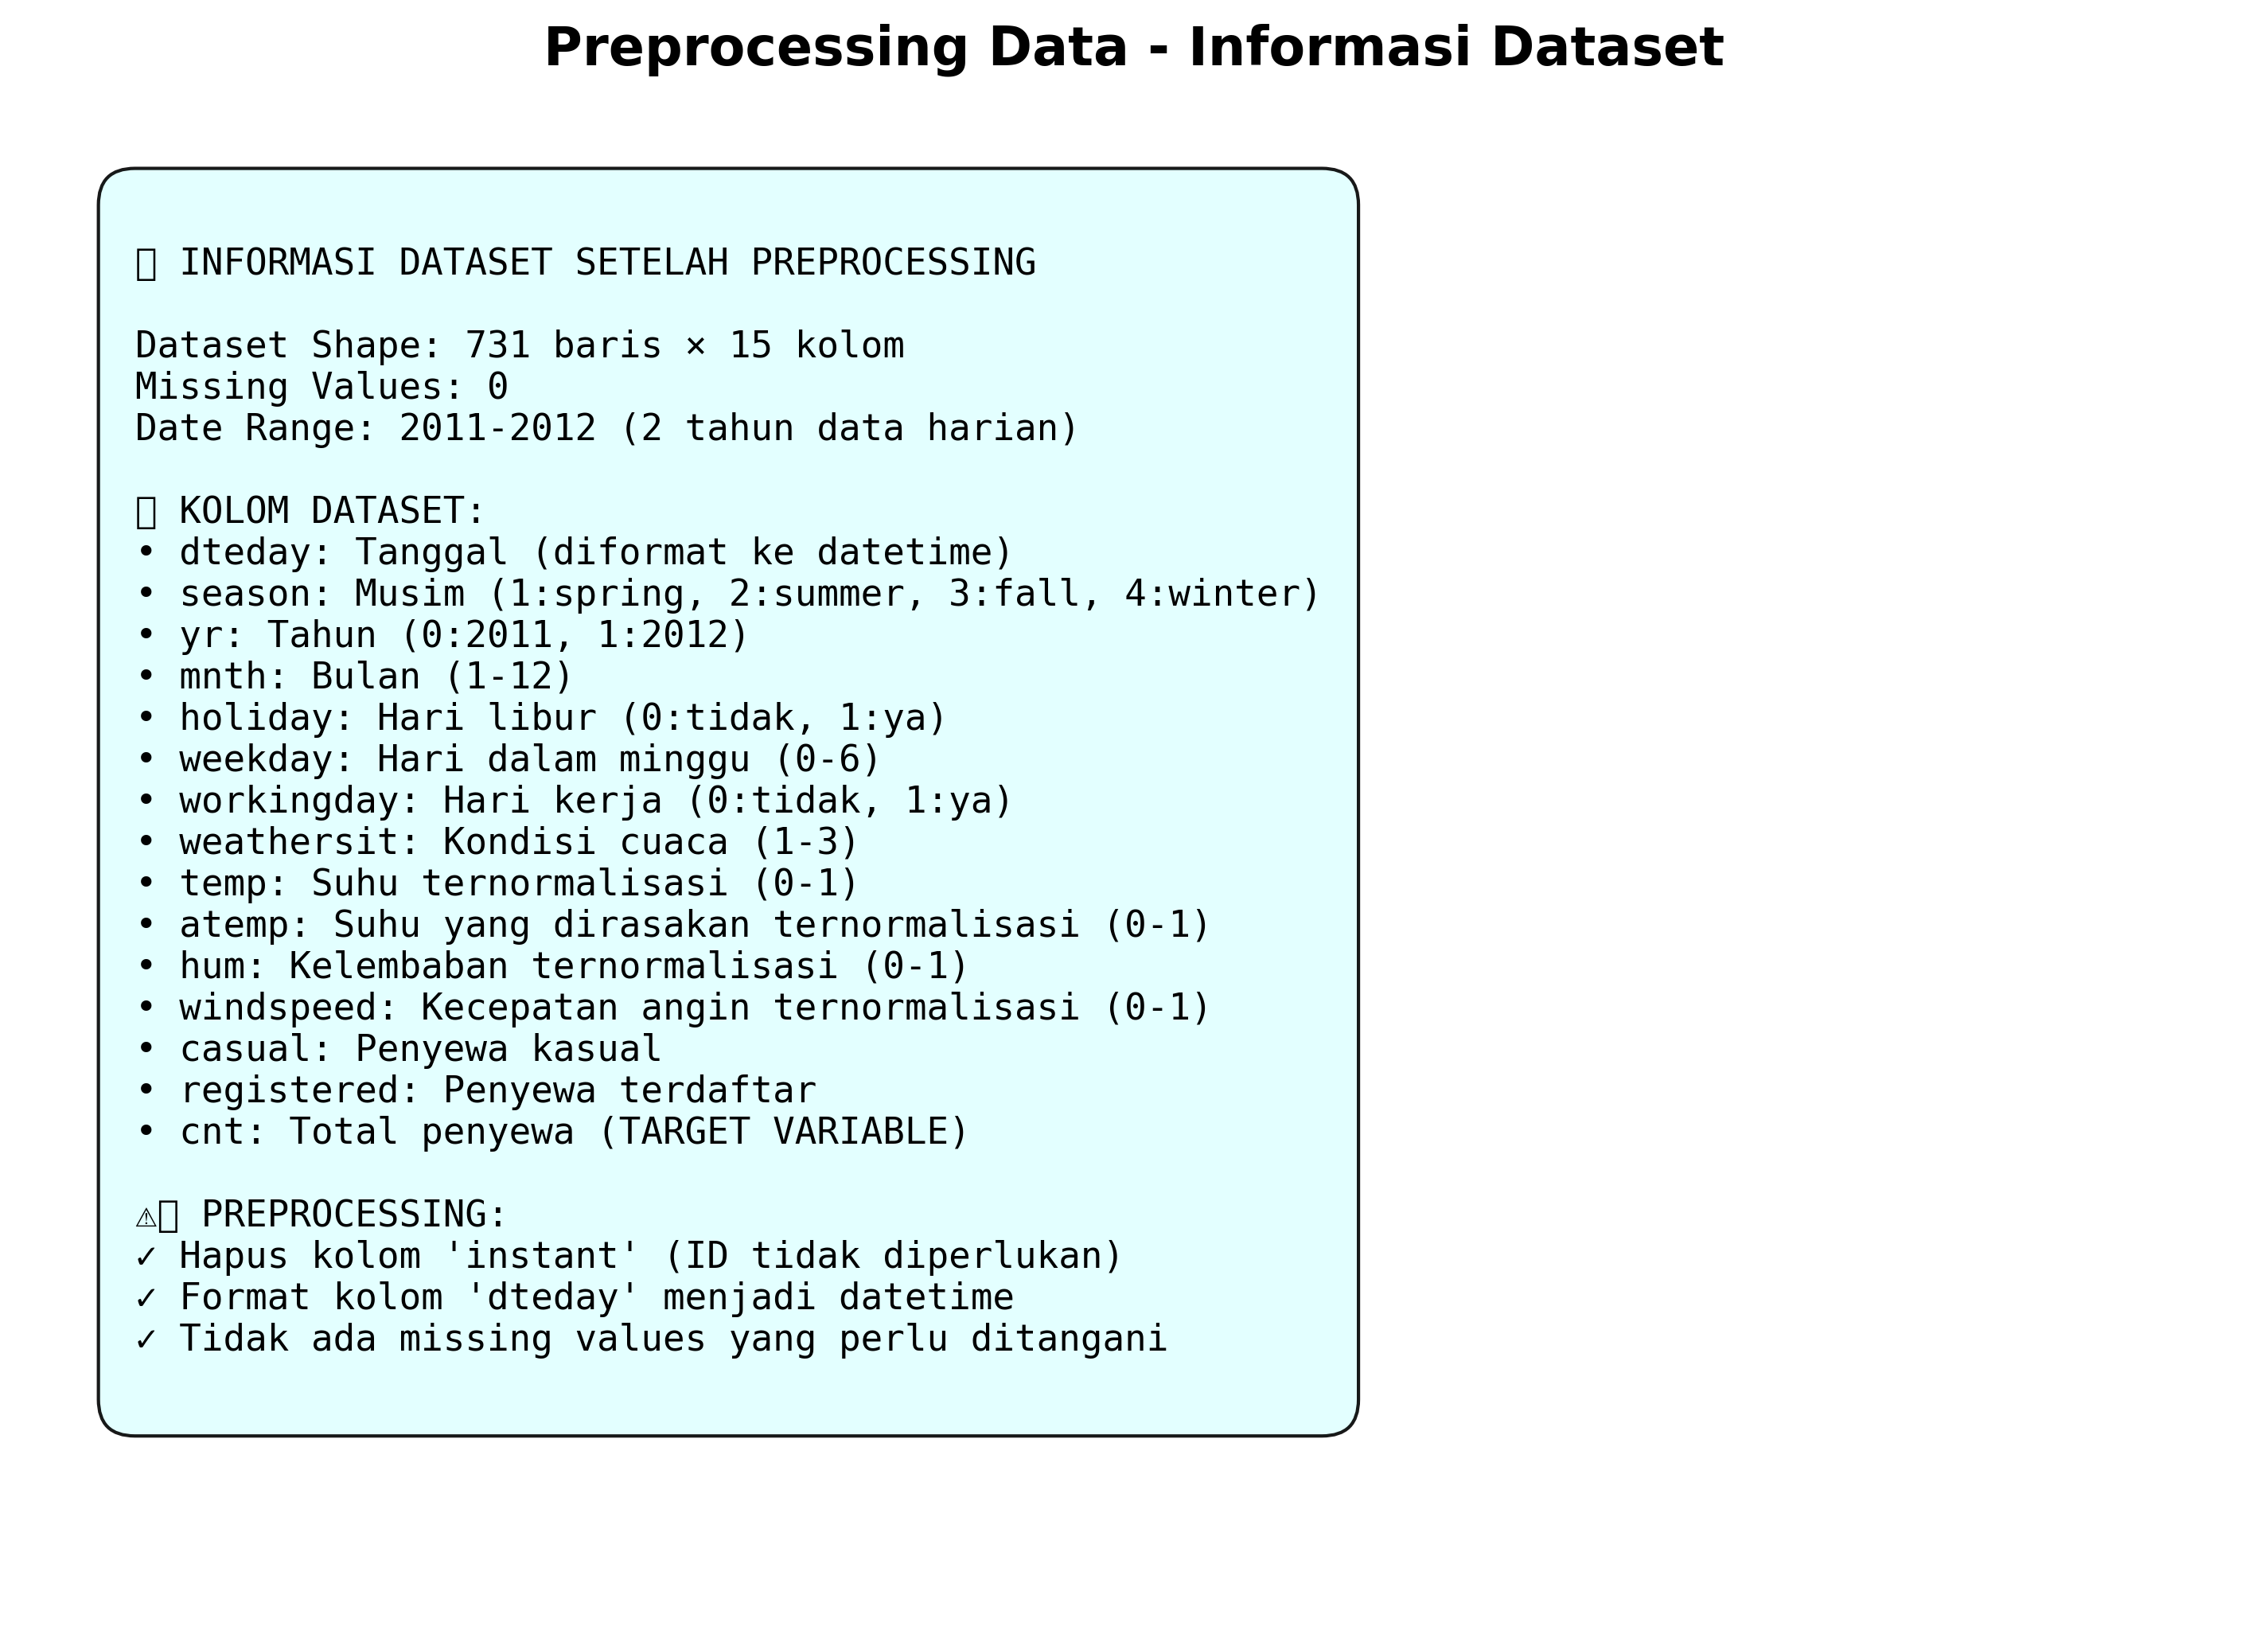 Preprocessing Data - Informasi Dataset
INFORMASI DATASET SETELAH PREPROCESSING
Dataset Shape: 731 baris × 15 kolom
Missing Values: 0
Date Range: 2011-2012 (2 tahun data harian)
KOLOM DATASET:
• dteday: Tanggal (diformat ke datetime)
• season: Musim (1:spring, 2:summer, 3:fall, 4:winter)
• yr: Tahun (0:2011, 1:2012)
• mnth: Bulan (1-12)
• holiday: Hari libur (0:tidak, 1:ya)
• weekday: Hari dalam minggu (0-6)
• workingday: Hari kerja (0:tidak, 1:ya)
• weathersit: Kondisi cuaca (1-3)
• temp: Suhu ternormalisasi (0-1)
• atemp: Suhu yang dirasakan ternormalisasi (0-1)
• hum: Kelembaban ternormalisasi (0-1)
• windspeed: Kecepatan angin ternormalisasi (0-1)
• casual: Penyewa kasual
• registered: Penyewa terdaftar
• cnt: Total penyewa (TARGET VARIABLE)
⚠ PREPROCESSING:
✓ Hapus kolom 'instant' (ID tidak diperlukan)
✓ Format kolom 'dteday' menjadi datetime
✓ Tidak ada missing values yang perlu ditangani